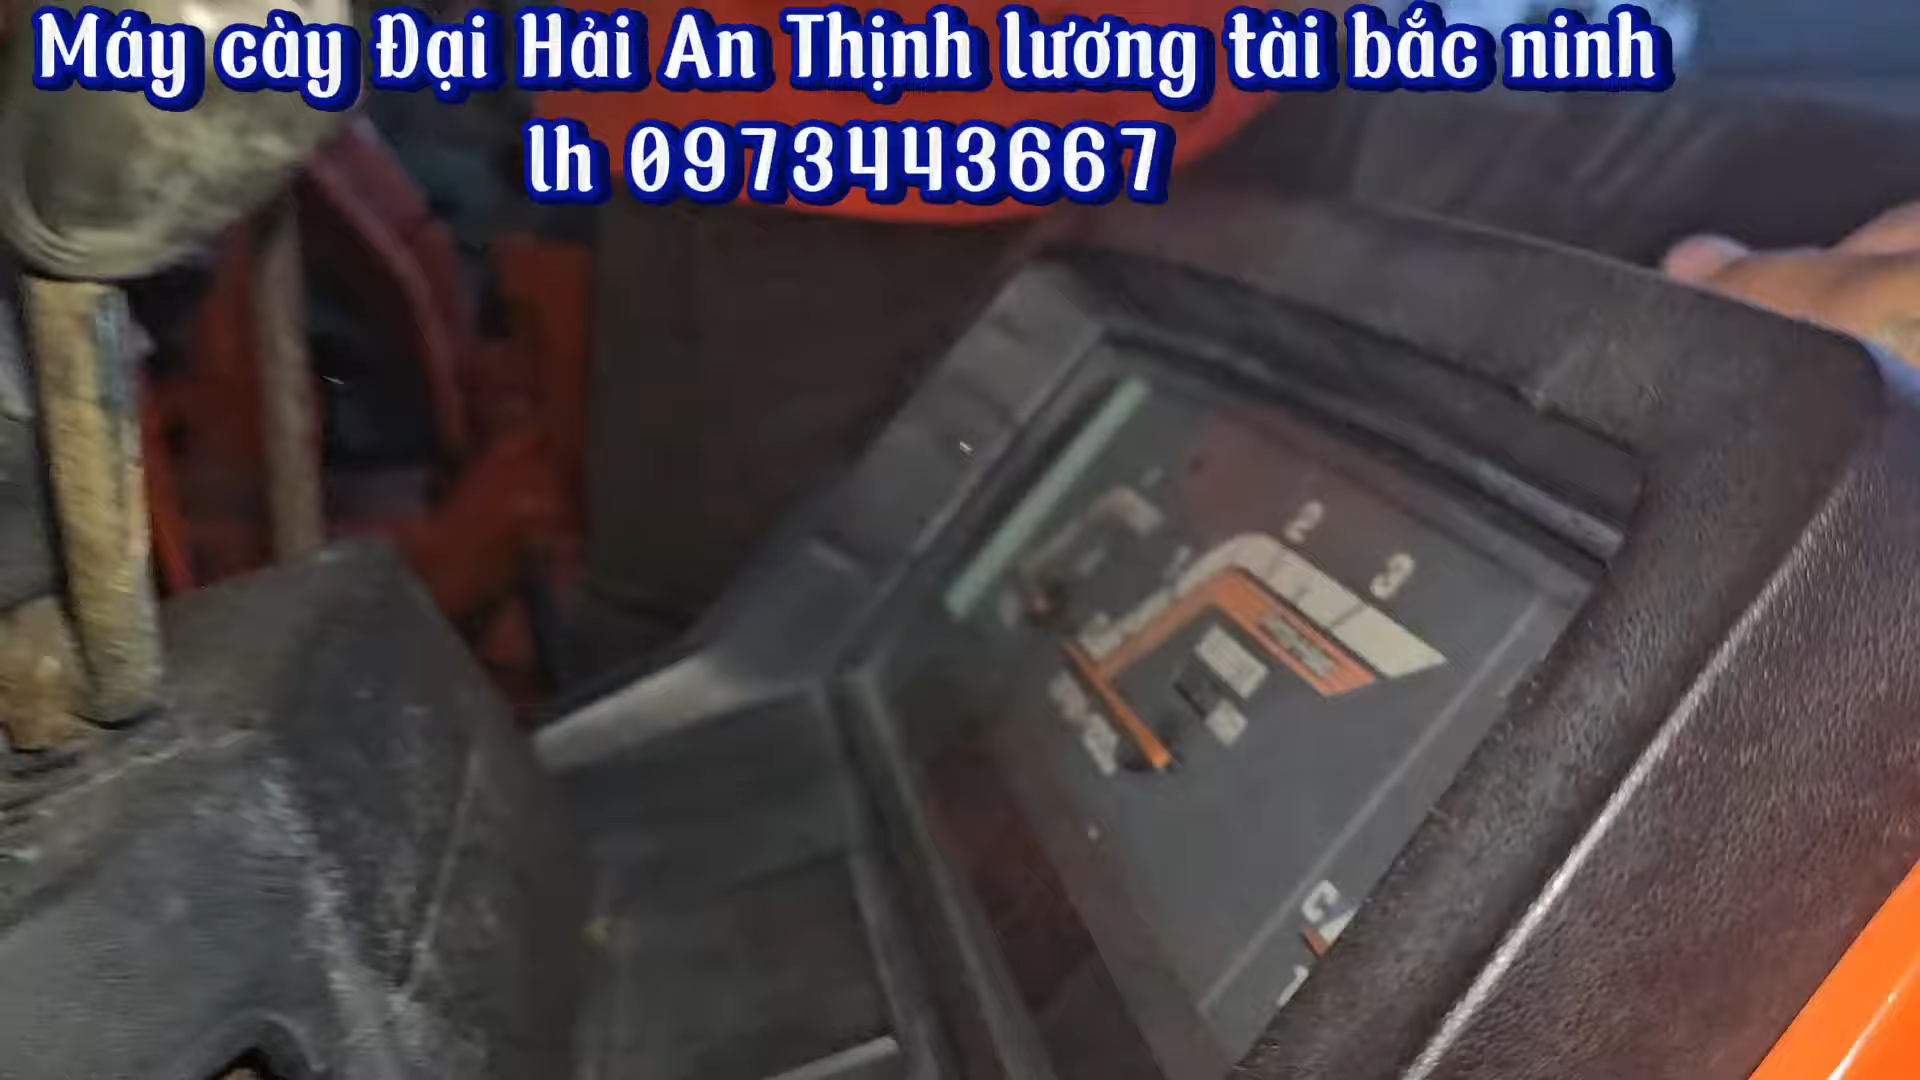 Máy cày Đại Hải An Thịnh lương tài bắc ninh
lh 0973443667
2
3
C